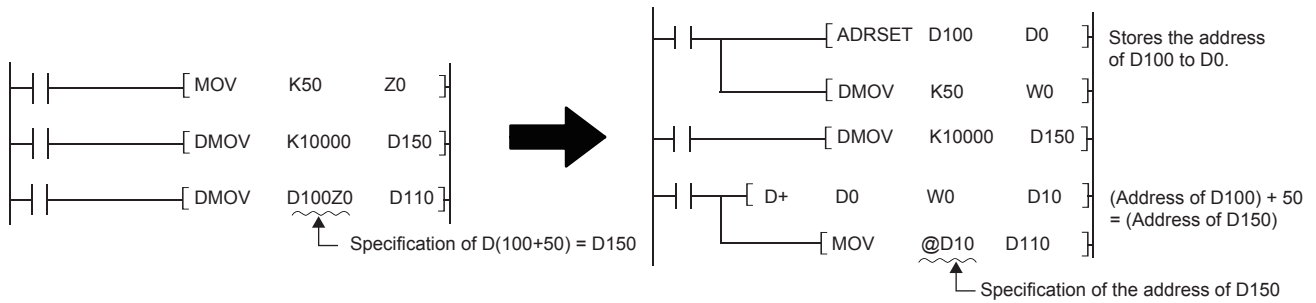 MOV K50 Z0
DMOV K10000 D150
DMOV D100Z0 D110
Specification of D(100+50) = D150
ADRSET D100 D0
Stores the address
of D100 to D0.
DMOV K50 W0
DMOV K10000 D150
D+ D0 W0 D10
(Address of D100) + 50
= (Address of D150)
MOV @D10 D110
Specification of the address of D150